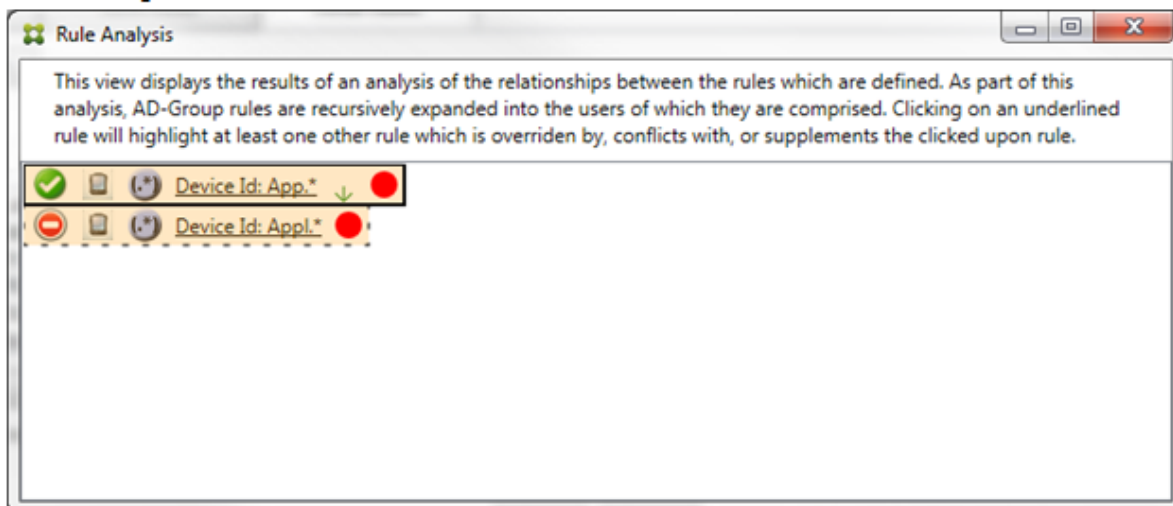 Rule Analysis
This view displays the results of an analysis of the relationships between the rules which are defined. As part of this
analysis, AD-Group rules are recursively expanded into the users of which they are comprised. Clicking on an underlined
rule will highlight at least one other rule which is overriden by, conflicts with, or supplements the clicked upon rule.
(.*) Device Id: App.*
(.*) Device Id: Appl.*